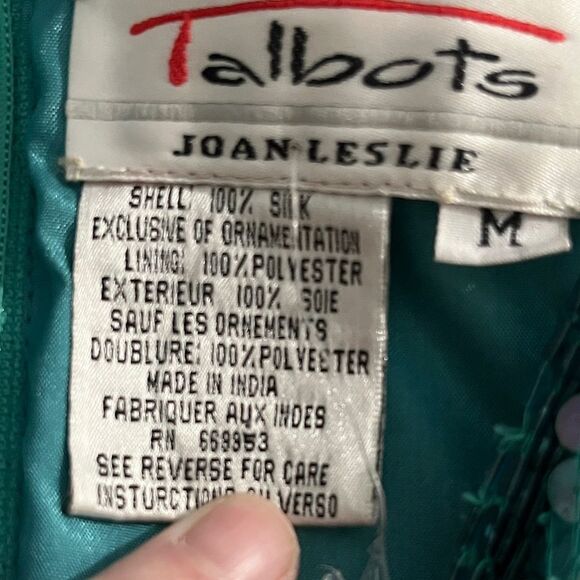 Talbots
JOAN LESLIE
M
SHELL: 100% SILK
EXCLUSIVE OF ORNAMENTATION
LINING: 100% POLYESTER
EXTERIEUR 100% SOIE
SAUF LES ORNEMENTS
DOUBLURE: 100% POLYESTER
MADE IN INDIA
FABRIQUER AUX INDES
RN
SEE REVERSE FOR CARE
VERSO